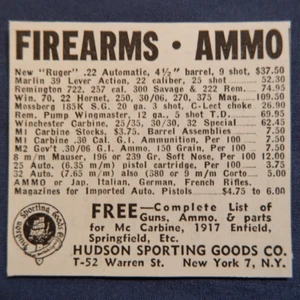 FIREARMS • AMMO
New "Ruger" .22 Automatic, 4½" barrel, 9 shot, $37.50
Marlin 39 Lever Action, 22 caliber, 25 shot 52.30
Remington 722, 257 cal, 300 Savage & 222 Rem. 74.95
Win. 70, 22 Hornet, 250, 30/06, 270, 375 Mag. 109.50
Mossberg 185K S.G. 20 ga. 3 shot, C-Lect choke 26.90
Rem. Pump Wingmaster 12 ga. , 5 shot T.D. 69.95
Winchester Carbine, 25/35, 30/30, 32 Special 62.45
M1 Carbine Stocks, $3.75. Barrel Assemblies 7.50
M1 Carbine .30 Cal. G.I. Ammunition, Per 100 7.50
M2 Gov't .30/06 G.I. Ammo, 150 Grain, Per 100 7.50
8 m/m Mauser, 196 or 239 Gr. Soft Nose, Per 100 12.00
25 Auto, (6.35 m/m) pistol cartridge, Per 100 3.75
32 Auto. (7.65 m/m) also (380 or 9 m/m) Corto 5.00
AMMO for Jap, Italian, German, French Rifles.
Magazines for Imported Auto. Pistols $4.75 to 6.00
FREE—Complete List of
Guns, Ammo. & parts
for Mc Carbine, 1917 Enfield,
Springfield, Etc.
HUDSON SPORTING GOODS CO.
T-52 Warren St. New York 7, N.Y.
Hudson Sporting Goods